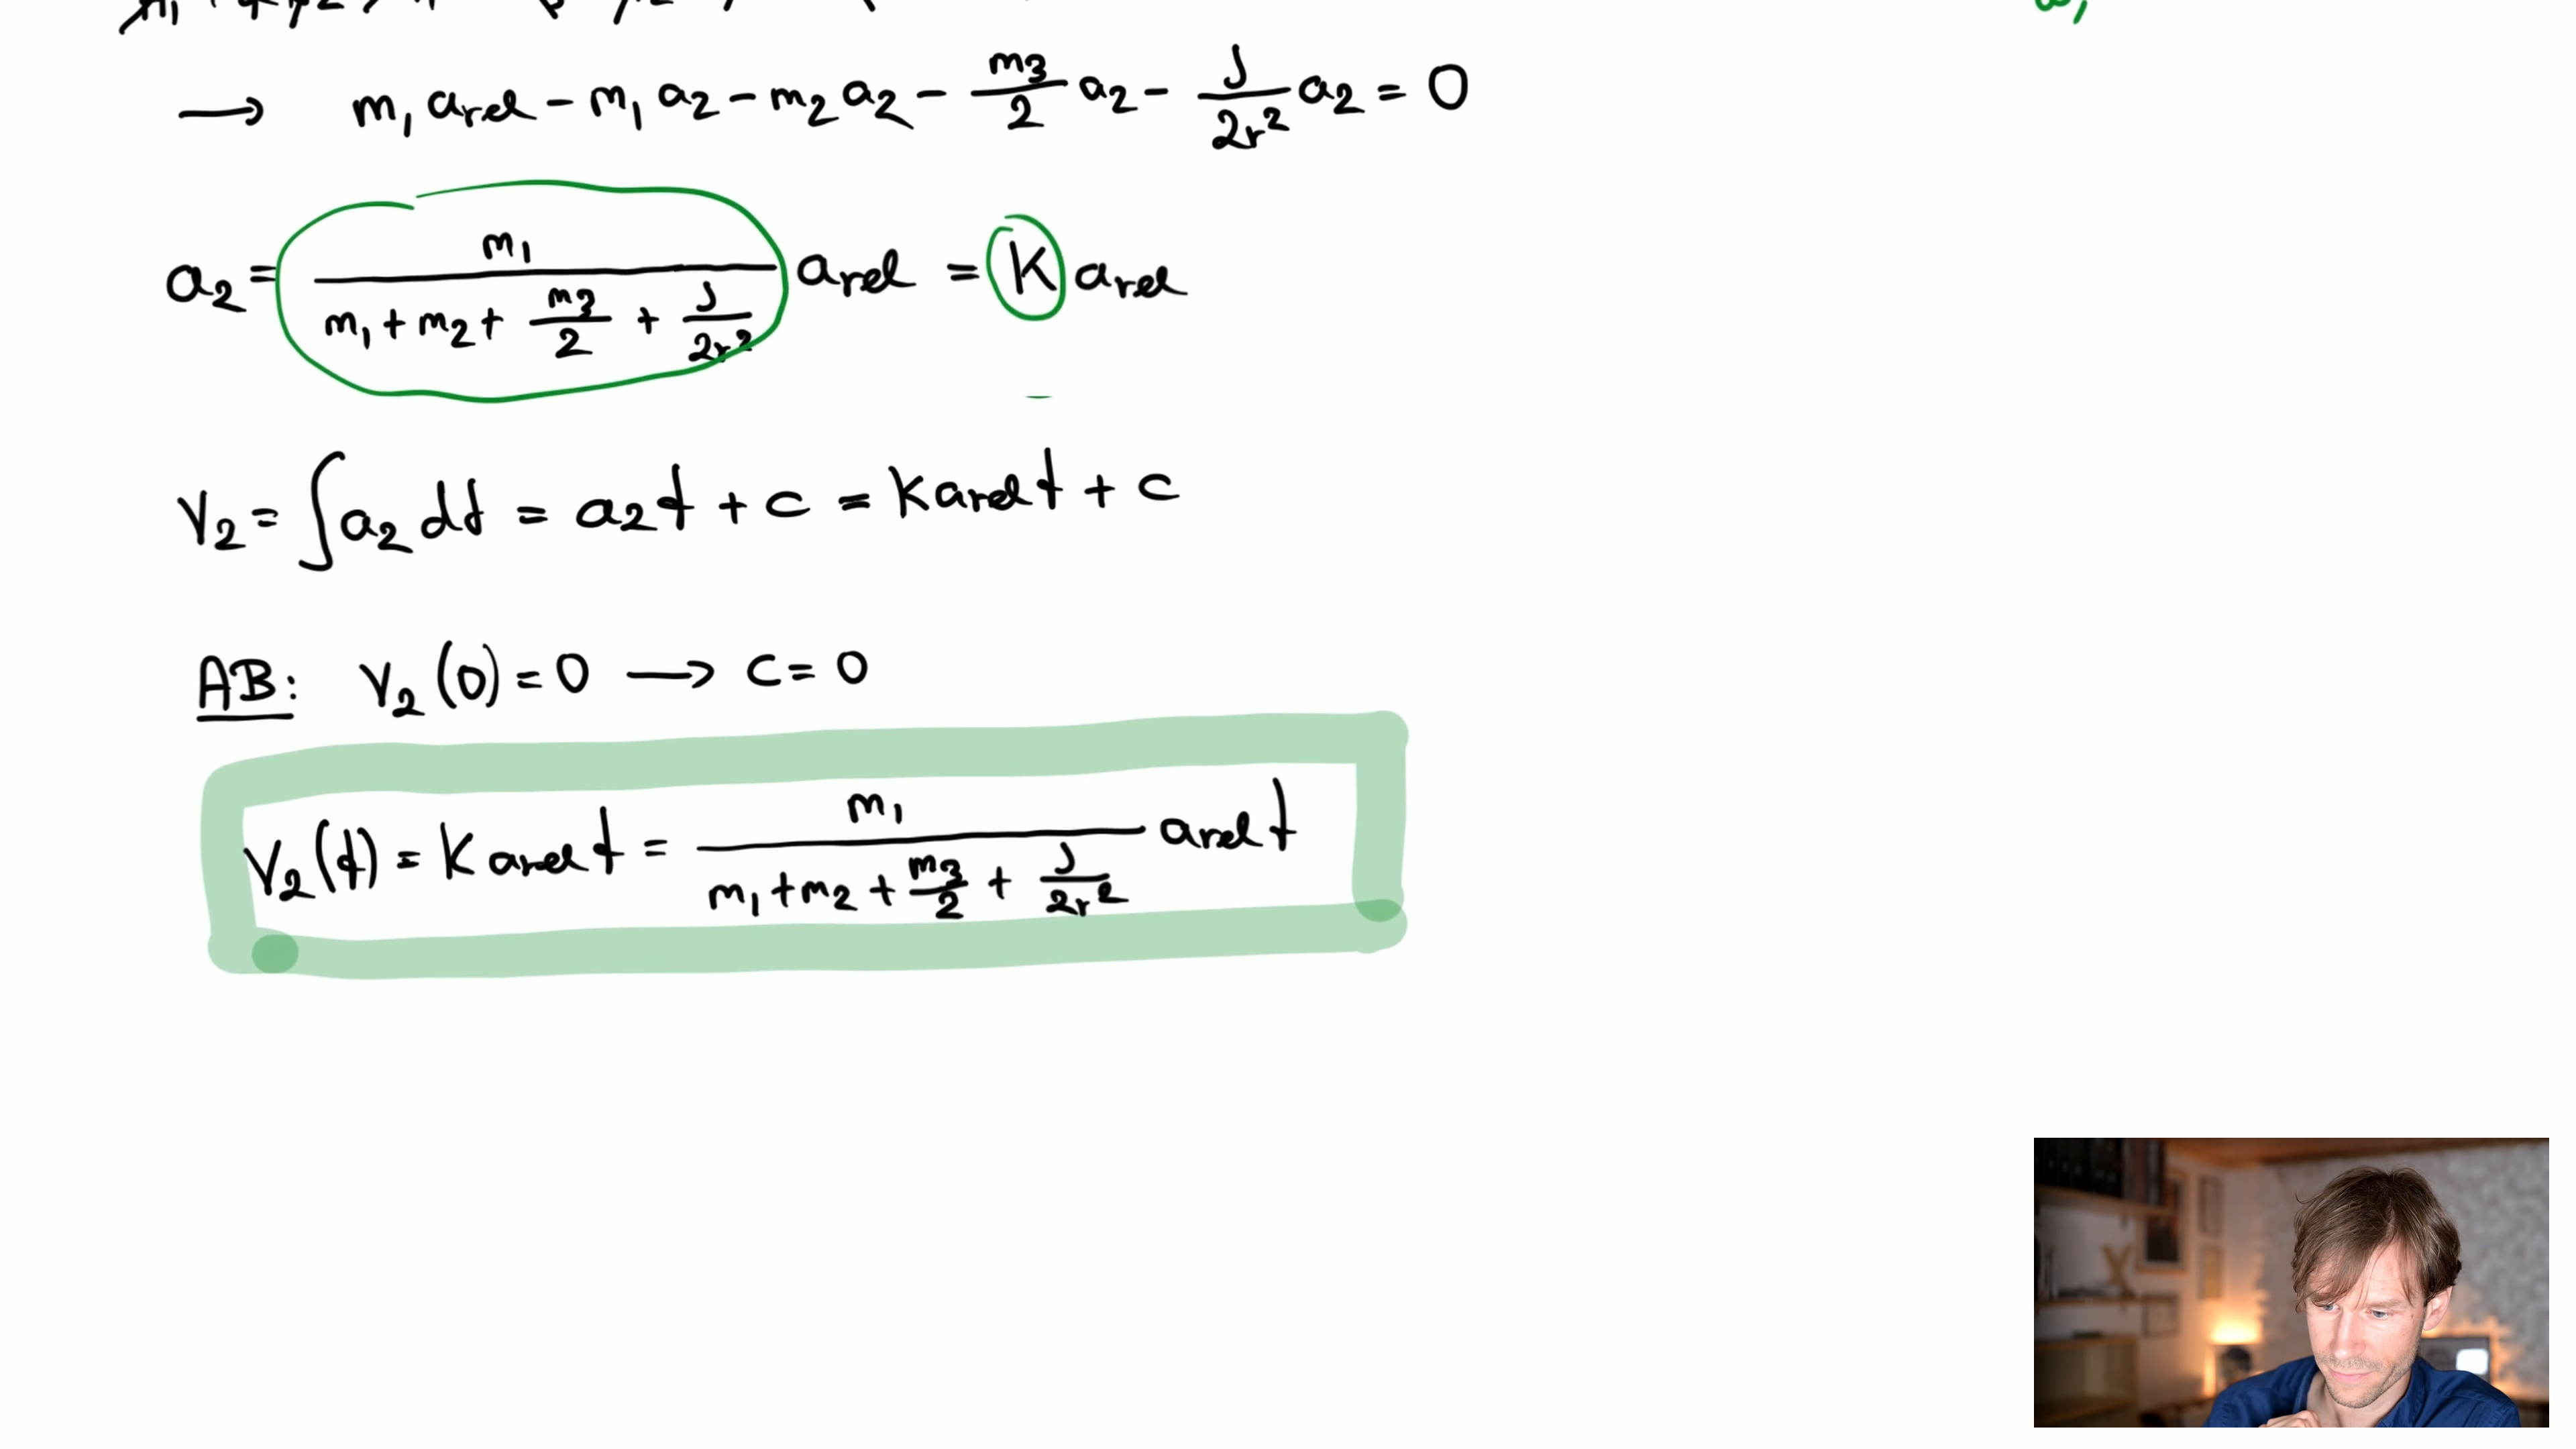 → m₁ a_rel - m₁ a₂ - m₂ a₂ - m₃/2 a₂ - J/2r² a₂ = 0
a₂ = m₁/(m₁ + m₂ + m₃/2 + J/2r²) a_rel = K a_rel
v₂ = ∫ a₂ dt = a₂ t + c = K a_rel t + c
AB: v₂(0) = 0 → c = 0
v₂(t) = K a_rel t = m₁/(m₁ + m₂ + m₃/2 + J/2r²) a_rel t